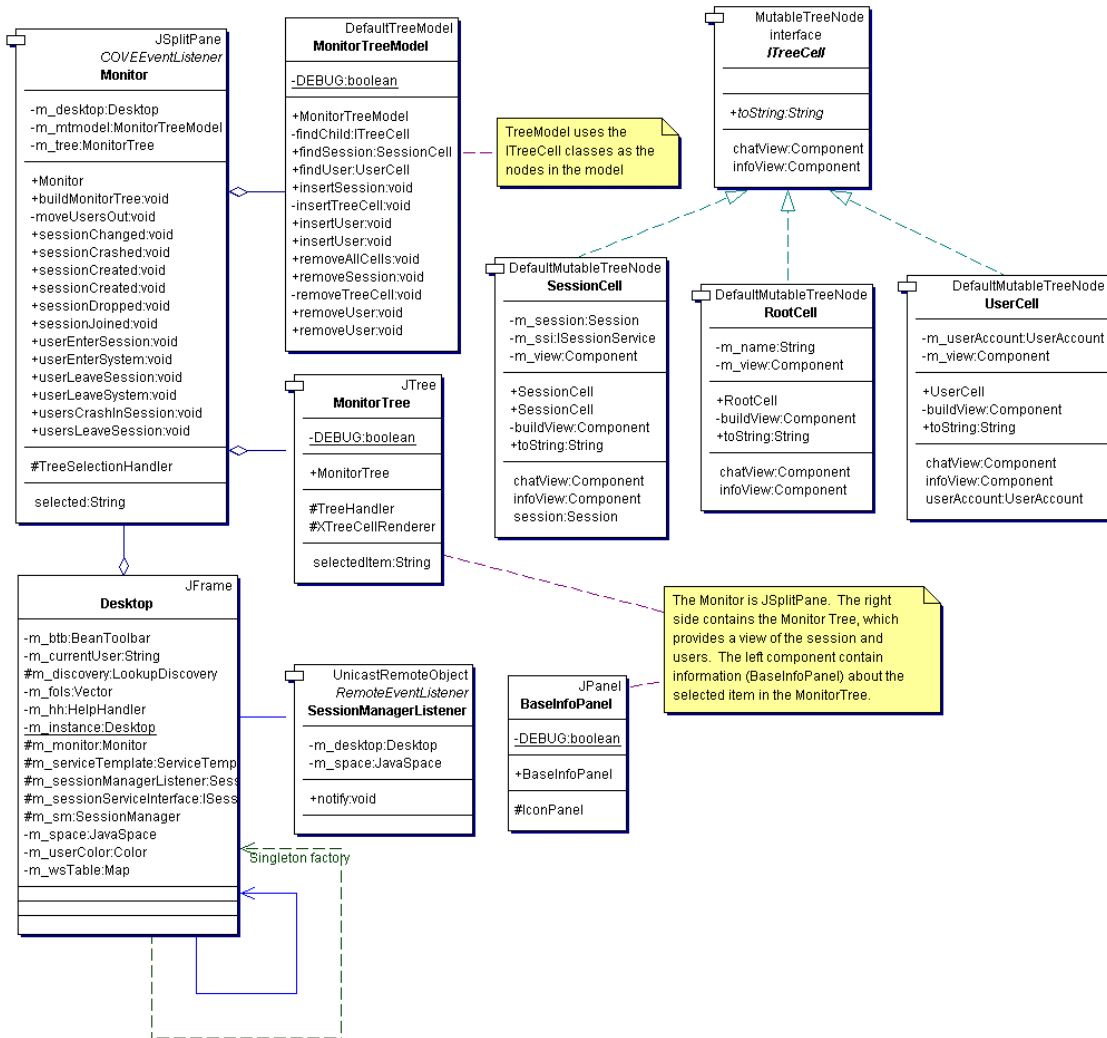 JSplitPane
COVEEventListener
Monitor
-m_desktop:Desktop
-m_mtmodel:MonitorTreeModel
-m_tree:MonitorTree
+Monitor
+buildMonitorTree:void
-moveUsersOut:void
+sessionChanged:void
+sessionCrashed:void
+sessionCreated:void
+sessionCreated:void
+sessionDropped:void
+sessionJoined:void
+userEnterSession:void
+userEnterSystem:void
+userLeaveSession:void
+userLeaveSystem:void
+usersCrashInSession:void
+usersLeaveSession:void
#TreeSelectionHandler
selected:String
DefaultTreeModel
MonitorTreeModel
-DEBUG:boolean
+MonitorTreeModel
-findChild:ITreeCell
+findSession:SessionCell
+findUser:UserCell
+insertSession:void
-insertTreeCell:void
+insertUser:void
+insertUser:void
+removeAllCells:void
+removeSession:void
-removeTreeCell:void
+removeUser:void
+removeUser:void
TreeModel uses the
ITreeCell classes as the
nodes in the model
MutableTreeNode
interface
ITreeCell
+toString:String
chatView:Component
infoView:Component
DefaultMutableTreeNode
SessionCell
-m_session:Session
-m_ssi:ISessionService
-m_view:Component
+SessionCell
+SessionCell
-buildView:Component
+toString:String
chatView:Component
infoView:Component
session:Session
DefaultMutableTreeNode
RootCell
-m_name:String
-m_view:Component
+RootCell
-buildView:Component
+toString:String
chatView:Component
infoView:Component
DefaultMutableTreeNode
UserCell
-m_userAccount:UserAccount
-m_view:Component
+UserCell
-buildView:Component
+toString:String
chatView:Component
infoView:Component
userAccount:UserAccount
JTree
MonitorTree
-DEBUG:boolean
+MonitorTree
#TreeHandler
#XTreeCellRenderer
selectedItem:String
JFrame
Desktop
-m_btb:BeanToolbar
-m_currentUser:String
#m_discovery:LookupDiscovery
-m_fols:Vector
-m_hh:HelpHandler
-m_instance:Desktop
#m_monitor:Monitor
#m_serviceTemplate:ServiceTemp
#m_sessionManagerListener:Sess
#m_sessionServiceInterface:ISess
#m_sm:SessionManager
-m_space:JavaSpace
-m_userColor:Color
-m_wsTable:Map
Singleton factory
UnicastRemoteObject
RemoteEventListener
SessionManagerListener
-m_desktop:Desktop
-m_space:JavaSpace
+notify:void
JPanel
BaseInfoPanel
-DEBUG:boolean
+BaseInfoPanel
#IconPanel
The Monitor is JSplitPane. The right
side contains the Monitor Tree, which
provides a view of the session and
users. The left component contain
information (BaseInfoPanel) about the
selected item in the MonitorTree.